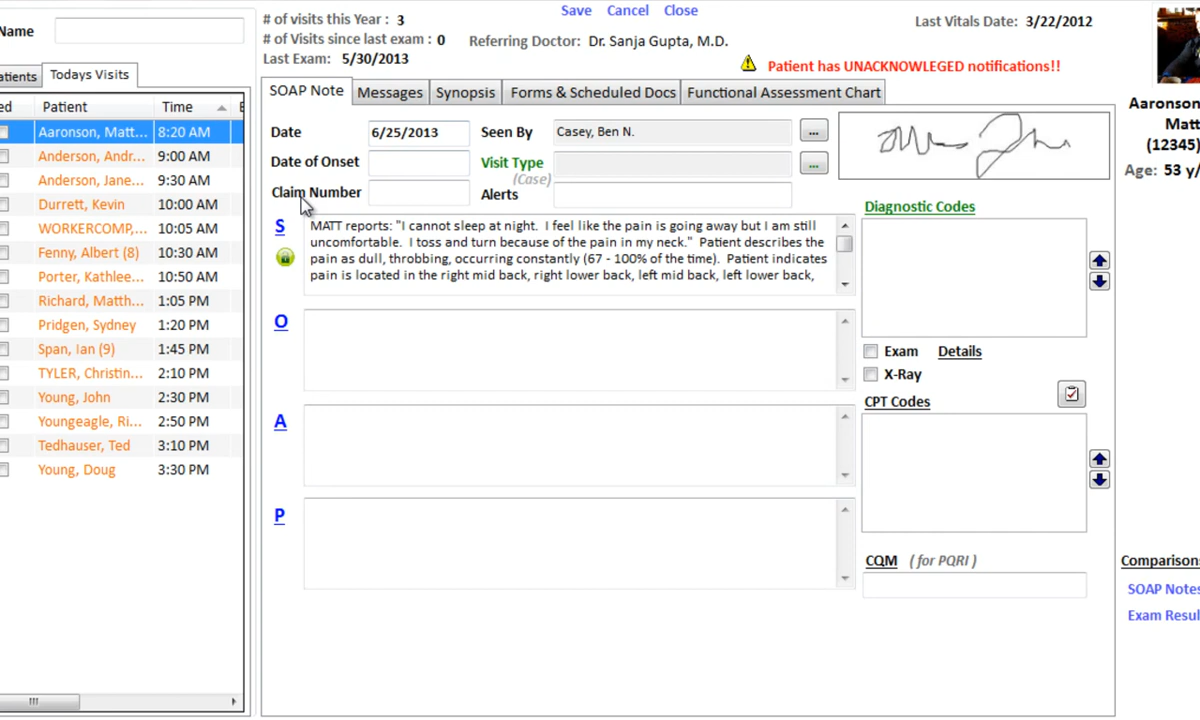 Name
atients
Todays Visits
ed Patient Time E
Aaronson, Matt... 8:20 AM
Anderson, Andr... 9:00 AM
Anderson, Jane... 9:30 AM
Durrett, Kevin 10:00 AM
WORKERCOMP,... 10:05 AM
Fenny, Albert (8) 10:30 AM
Porter, Kathlee... 10:50 AM
Richard, Matth... 1:05 PM
Pridgen, Sydney 1:20 PM
Span, Ian (9) 1:45 PM
TYLER, Christin... 2:10 PM
Young, John 2:30 PM
Youngeagle, Ri... 2:50 PM
Tedhauser, Ted 3:10 PM
Young, Doug 3:30 PM
# of visits this Year : 3
# of Visits since last exam : 0
Last Exam: 5/30/2013
Save Cancel Close
Referring Doctor: Dr. Sanja Gupta, M.D.
Last Vitals Date: 3/22/2012
Patient has UNACKNOWLEGED notifications!!
SOAP Note Messages Synopsis Forms & Scheduled Docs Functional Assessment Chart
Date 6/25/2013 Seen By Casey, Ben N. ...
Date of Onset Visit Type ...
(Case)
Claim Number Alerts
S
MATT reports: "I cannot sleep at night. I feel like the pain is going away but I am still
uncomfortable. I toss and turn because of the pain in my neck." Patient describes the
pain as dull, throbbing, occurring constantly (67 - 100% of the time). Patient indicates
pain is located in the right mid back, right lower back, left mid back, left lower back,
O
A
P
Diagnostic Codes
Exam Details
X-Ray
CPT Codes
CQM ( for PQRI )
Aaronson
Matt
(12345)
Age: 53 y/
Comparison
SOAP Notes
Exam Resul